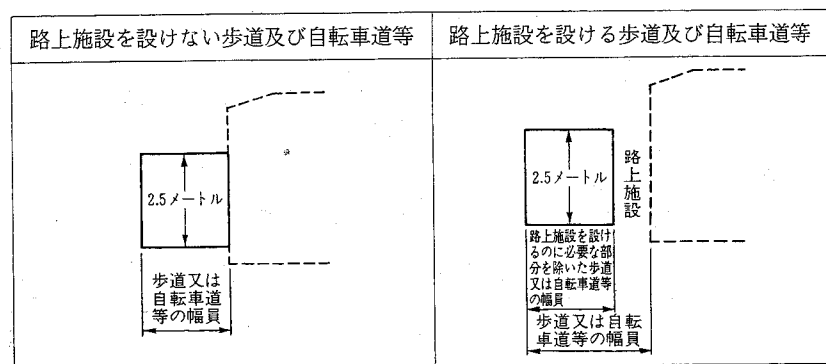 路上施設を設けない歩道及び自転車道等
路上施設を設ける歩道及び自転車道等
2.5メートル
歩道又は
自転車道
等の幅員
2.5メートル
路上施設
路上施設を設け
るのに必要な部
分を除いた歩道
又は自転車道等
の幅員
歩道又は自転
車道等の幅員